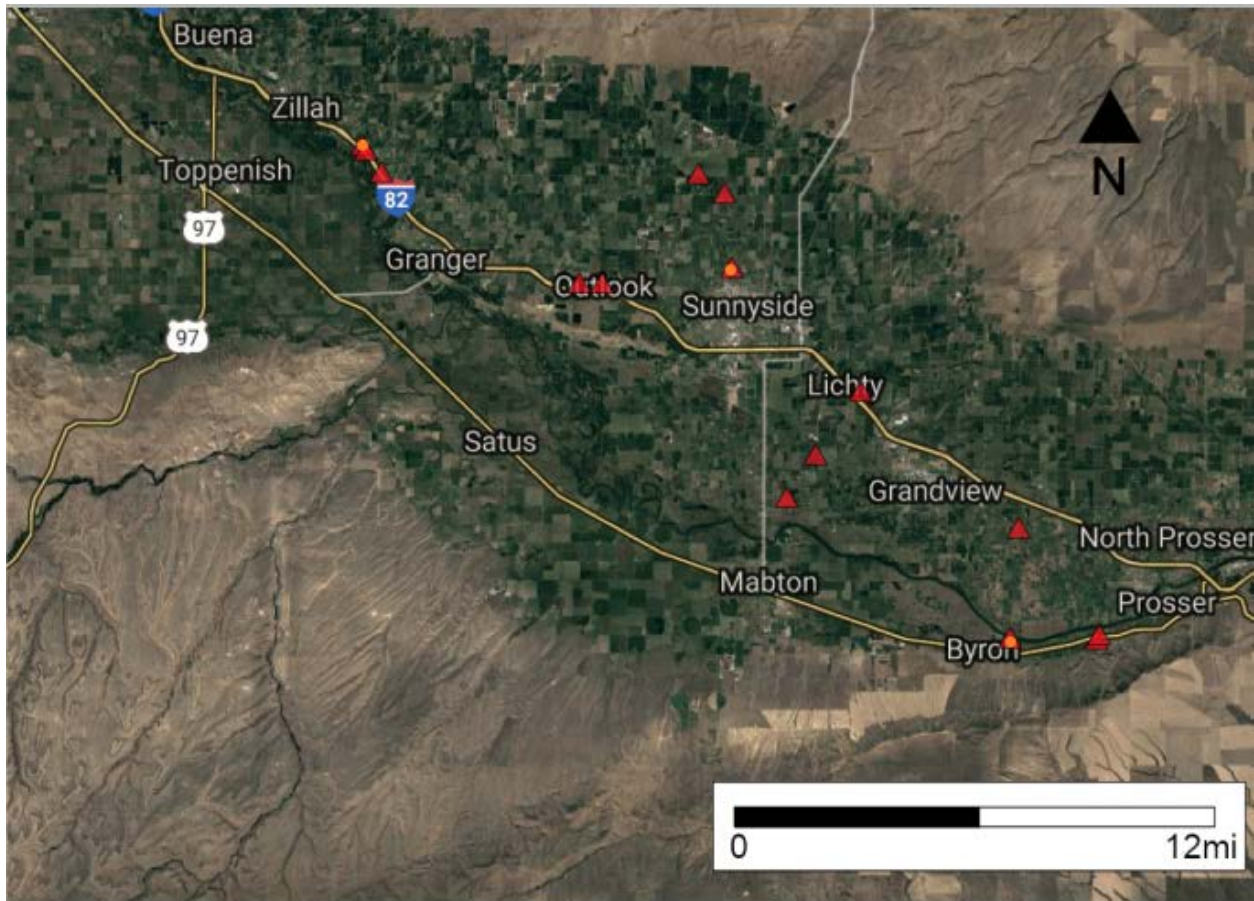 Buena
Zillah
Toppenish
82
97
Granger
Outlook
Sunnyside
97
Lichty
Satus
Grandview
North Prosser
Mabton
Prosser
Byron
N
0
12mi